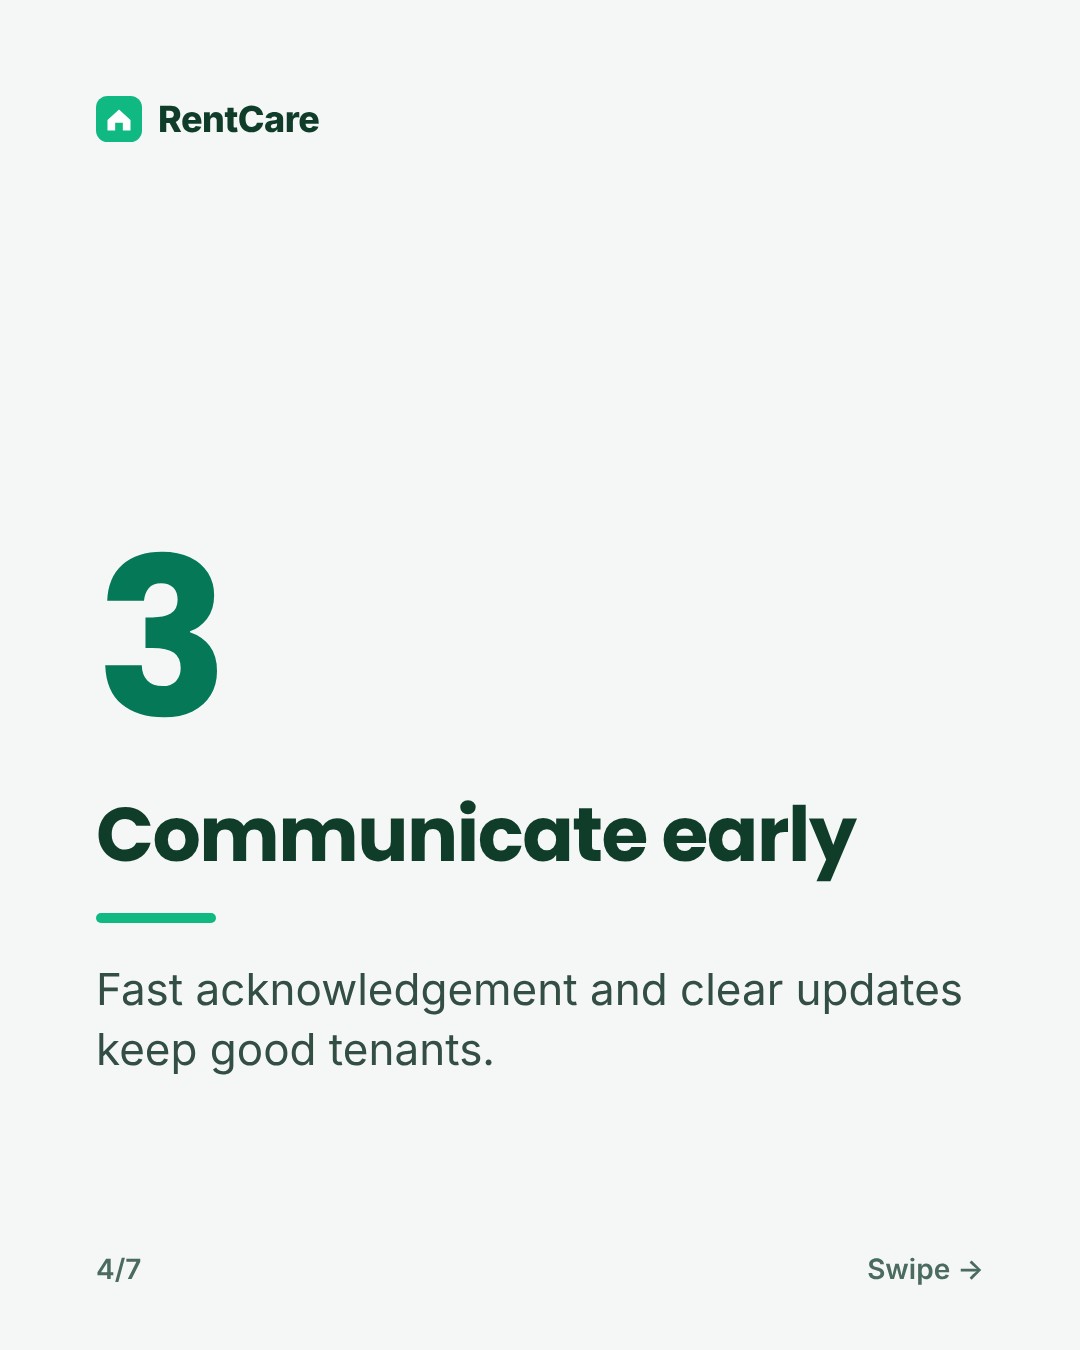 RentCare
3
Communicate early
Fast acknowledgement and clear updates
keep good tenants.
4/7
Swipe →